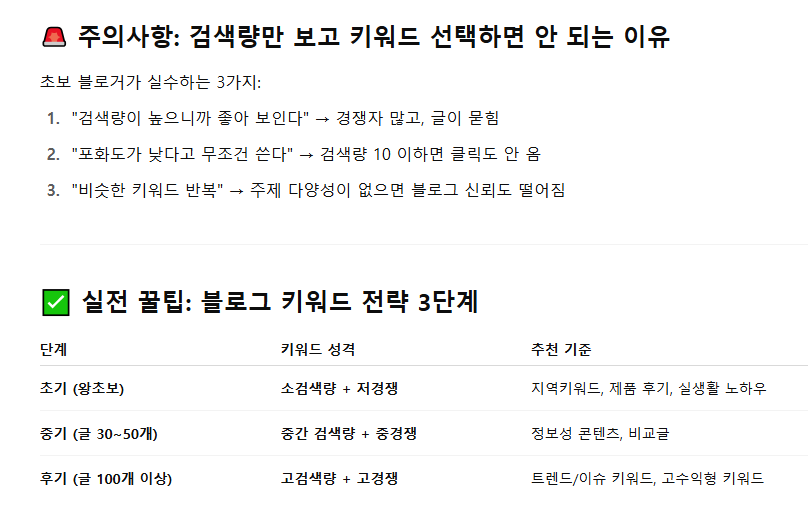 🚨 주의사항: 검색량만 보고 키워드 선택하면 안 되는 이유
초보 블로거가 실수하는 3가지:
1. "검색량이 높으니까 좋아 보인다" → 경쟁자 많고, 글이 묻힘
2. "포화도가 낮다고 무조건 쓴다" → 검색량 10 이하면 클릭도 안 옴
3. "비슷한 키워드 반복" → 주제 다양성이 없으면 블로그 신뢰도 떨어짐
✅ 실전 꿀팁: 블로그 키워드 전략 3단계
단계 키워드 성격 추천 기준
초기 (왕초보) 소검색량 + 저경쟁 지역키워드, 제품 후기, 실생활 노하우
중기 (글 30~50개) 중간 검색량 + 중경쟁 정보성 콘텐츠, 비교글
후기 (글 100개 이상) 고검색량 + 고경쟁 트렌드/이슈 키워드, 고수익형 키워드